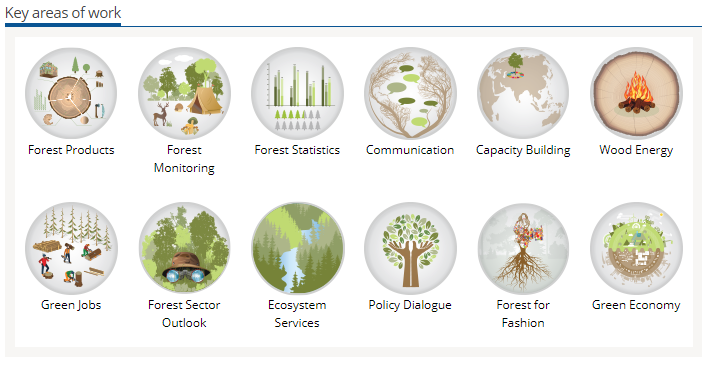 Key areas of work
Forest Products
Forest
Monitoring
Forest Statistics
Communication
Capacity Building
Wood Energy
Green Jobs
Forest Sector
Outlook
Ecosystem
Services
Policy Dialogue
Forest for
Fashion
Green Economy